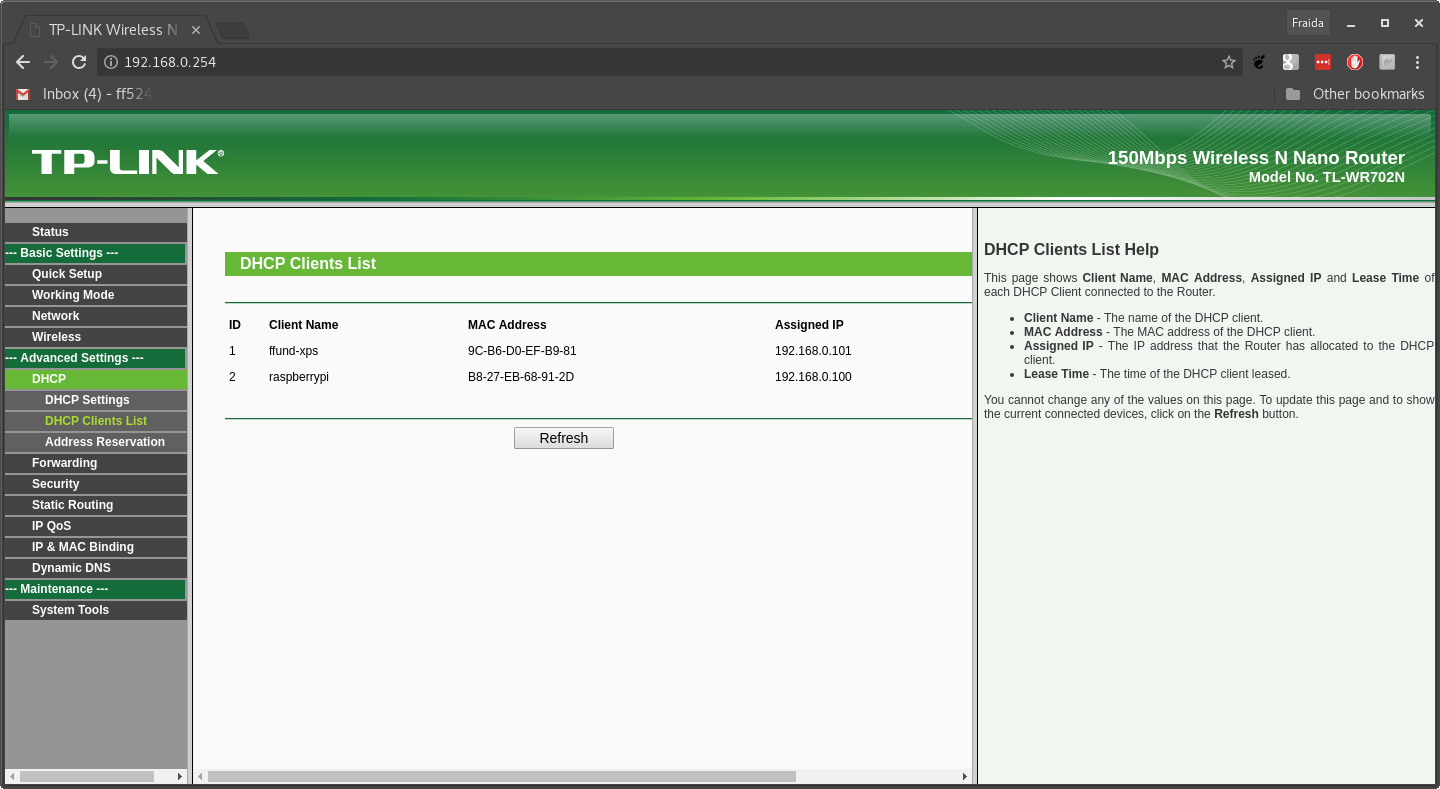 TP-LINK Wireless N
Fraida
192.168.0.254
Inbox (4) - ff524
Other bookmarks
TP-LINK®
150Mbps Wireless N Nano Router
Model No. TL-WR702N
Status
--- Basic Settings ---
Quick Setup
Working Mode
Network
Wireless
--- Advanced Settings ---
DHCP
DHCP Settings
DHCP Clients List
Address Reservation
Forwarding
Security
Static Routing
IP QoS
IP & MAC Binding
Dynamic DNS
--- Maintenance ---
System Tools
DHCP Clients List
ID Client Name MAC Address Assigned IP
1 ffund-xps 9C-B6-D0-EF-B9-81 192.168.0.101
2 raspberrypi B8-27-EB-68-91-2D 192.168.0.100
Refresh
DHCP Clients List Help
This page shows Client Name, MAC Address, Assigned IP and Lease Time of
each DHCP Client connected to the Router.
• Client Name - The name of the DHCP client.
• MAC Address - The MAC address of the DHCP client.
• Assigned IP - The IP address that the Router has allocated to the DHCP
client.
• Lease Time - The time of the DHCP client leased.
You cannot change any of the values on this page. To update this page and to show
the current connected devices, click on the Refresh button.